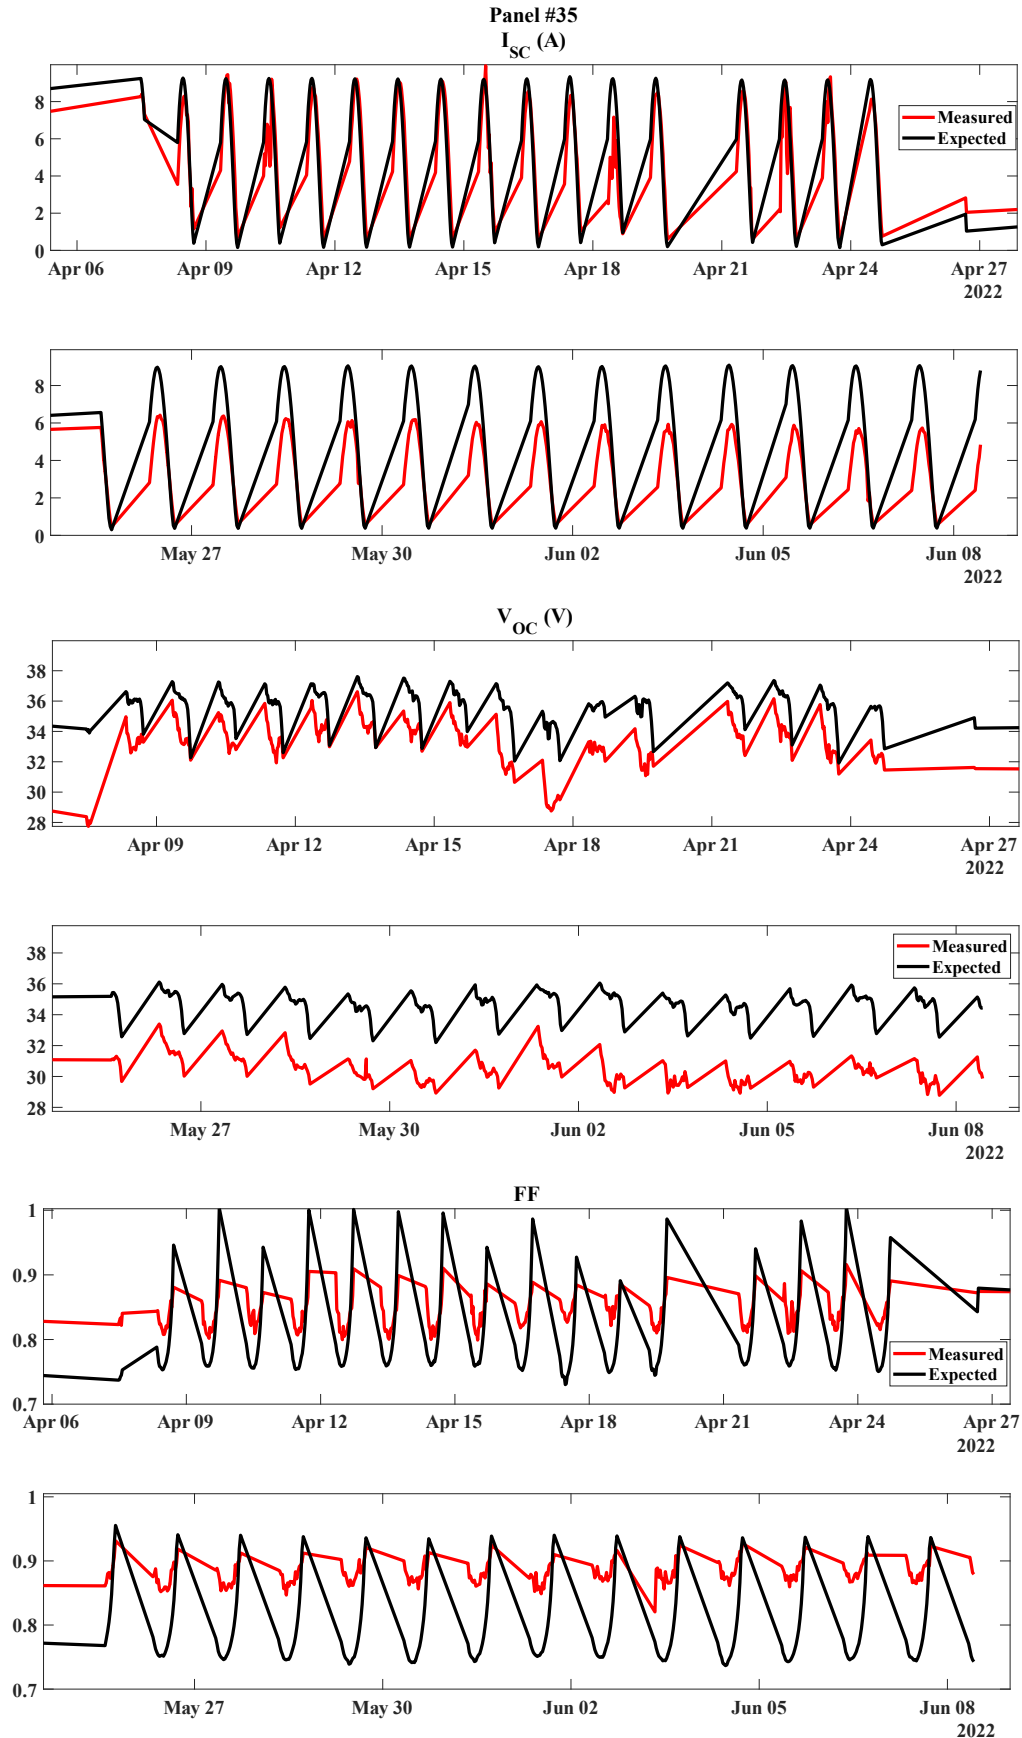 Panel #35
I_SC (A)
8
6
4
2
0
Measured
Expected
Apr 06 Apr 09 Apr 12 Apr 15 Apr 18 Apr 21 Apr 24 Apr 27
2022
8
6
4
2
0
May 27 May 30 Jun 02 Jun 05 Jun 08
2022
V_OC (V)
38
36
34
32
30
28
Apr 09 Apr 12 Apr 15 Apr 18 Apr 21 Apr 24 Apr 27
2022
38
36
34
32
30
28
Measured
Expected
May 27 May 30 Jun 02 Jun 05 Jun 08
2022
FF
1
0.9
0.8
0.7
Measured
Expected
Apr 06 Apr 09 Apr 12 Apr 15 Apr 18 Apr 21 Apr 24 Apr 27
2022
1
0.9
0.8
0.7
May 27 May 30 Jun 02 Jun 05 Jun 08
2022